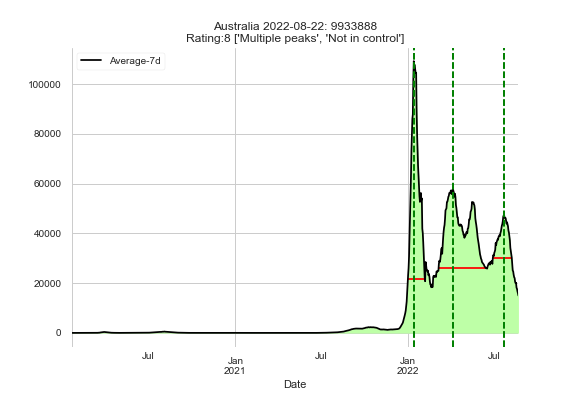 Australia 2022-08-22: 9933888
Rating:8 ['Multiple peaks', 'Not in control']
Average-7d
100000
80000
60000
40000
20000
0
Jul
Jan
2021
Jul
Jan
2022
Jul
Date